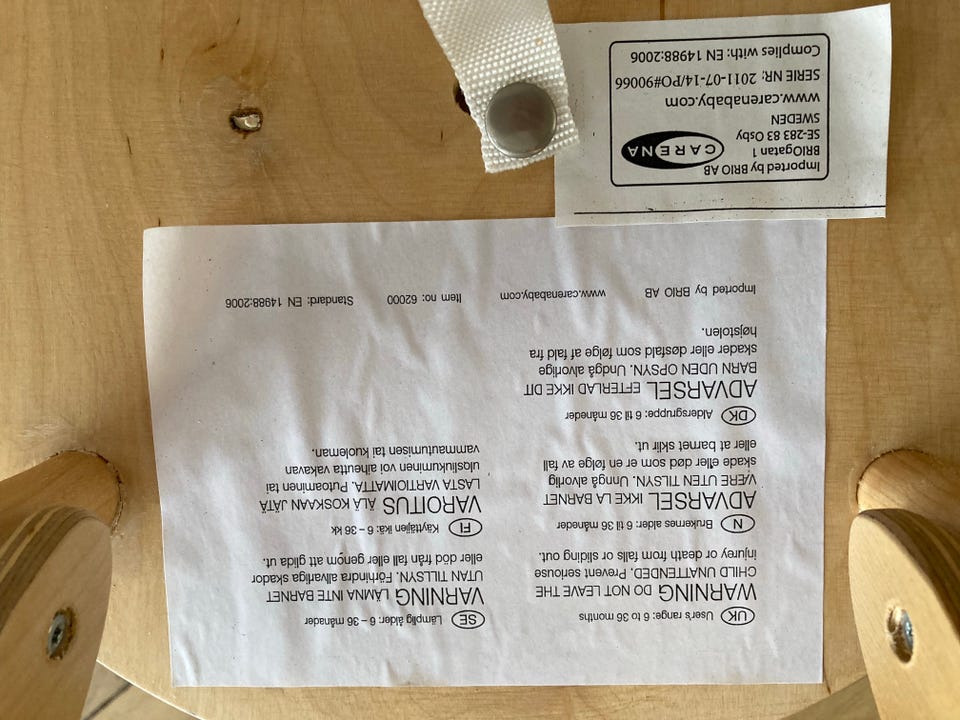 UK User's range: 6 to 36 months
WARNING DO NOT LEAVE THE
CHILD UNATTENDED. Prevent seriouse
injurey or death from falls or sliding out.
N Brukernes alder: 6 til 36 måneder
ADVARSEL IKKE LA BARNET
VÆRE UTEN TILSYN. Unngn alvorlig
skade eller død som er en følge av fall
eller at barnet sklir ut.
DK Aldersgruppe: 6 til 36 måneder
ADVARSEL EFTERLAD IKKE DIT
BARN UDEN OPSYN. Undgå alvorlige
skader eller døsfald som følge af fald fra
højstolen.
SE Lämplig ålder: 6 – 36 månader
VARNING LÄMNA INTE BARNET
UTAN TILLSYN. Förhindra allvarliga skador
eller död från fall eller genom att glida ut.
FI Käyttäjien ikä: 6 – 36 kk
VAROITUS ÄLÄ KOSKAAN JÄTÄ
LASTA VARTIOIMATTA. Putoaminen tai
ulosliukuminen voi aiheutta vakavan
vammautumisen tai kuoleman.
Imported by BRIO AB www.carenababy.com Item no: 62000 Standard: EN 14988:2006
Imported by BRIO AB
BRIOgatan 1
SE-283 83 Osby
SWEDEN
CARENA
www.carenababy.com
SERIE NR: 2011-07-14/PO#90066
Complies with: EN 14988:2006